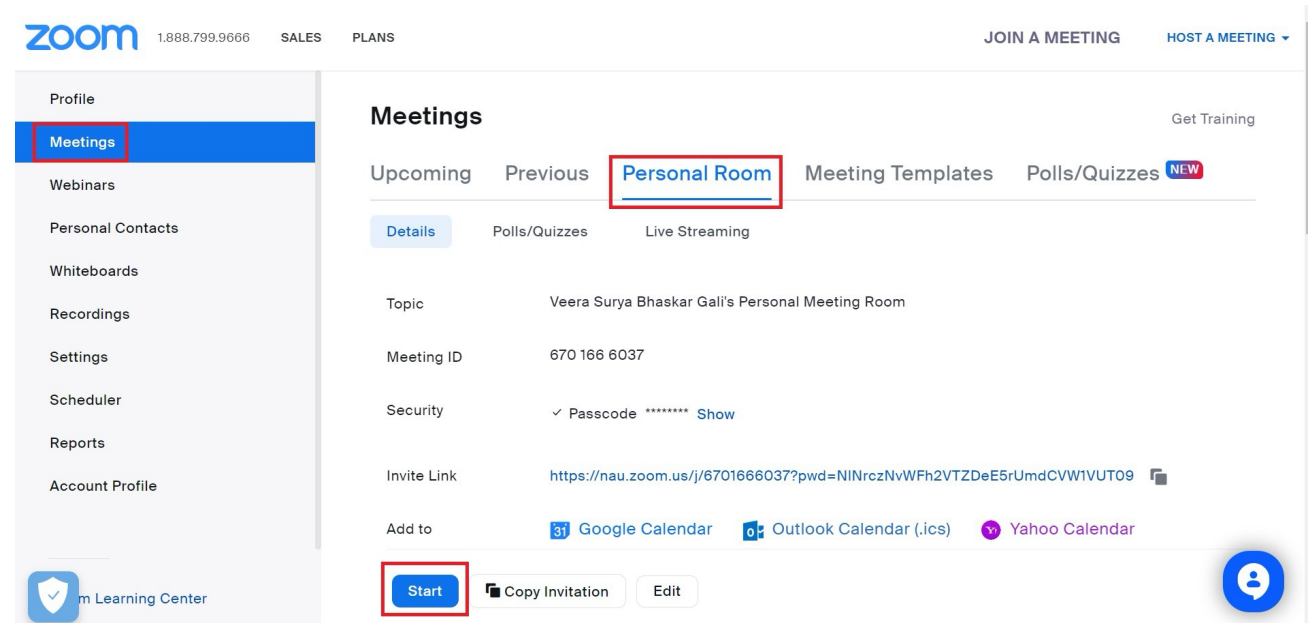 zoom 1.888.799.9666 SALES PLANS JOIN A MEETING HOST A MEETING
Profile
Meetings
Webinars
Personal Contacts
Whiteboards
Recordings
Settings
Scheduler
Reports
Account Profile
m Learning Center
Meetings
Get Training
Upcoming Previous Personal Room Meeting Templates Polls/Quizzes NEW
Details Polls/Quizzes Live Streaming
Topic Veera Surya Bhaskar Gali's Personal Meeting Room
Meeting ID 670 166 6037
Security ✓ Passcode ******** Show
Invite Link https://nau.zoom.us/j/6701666037?pwd=NlNrczNvWFh2VTZDeE5rUmdCVW1VUT09
Add to 31 Google Calendar Outlook Calendar (.ics) Yahoo Calendar
Start Copy Invitation Edit